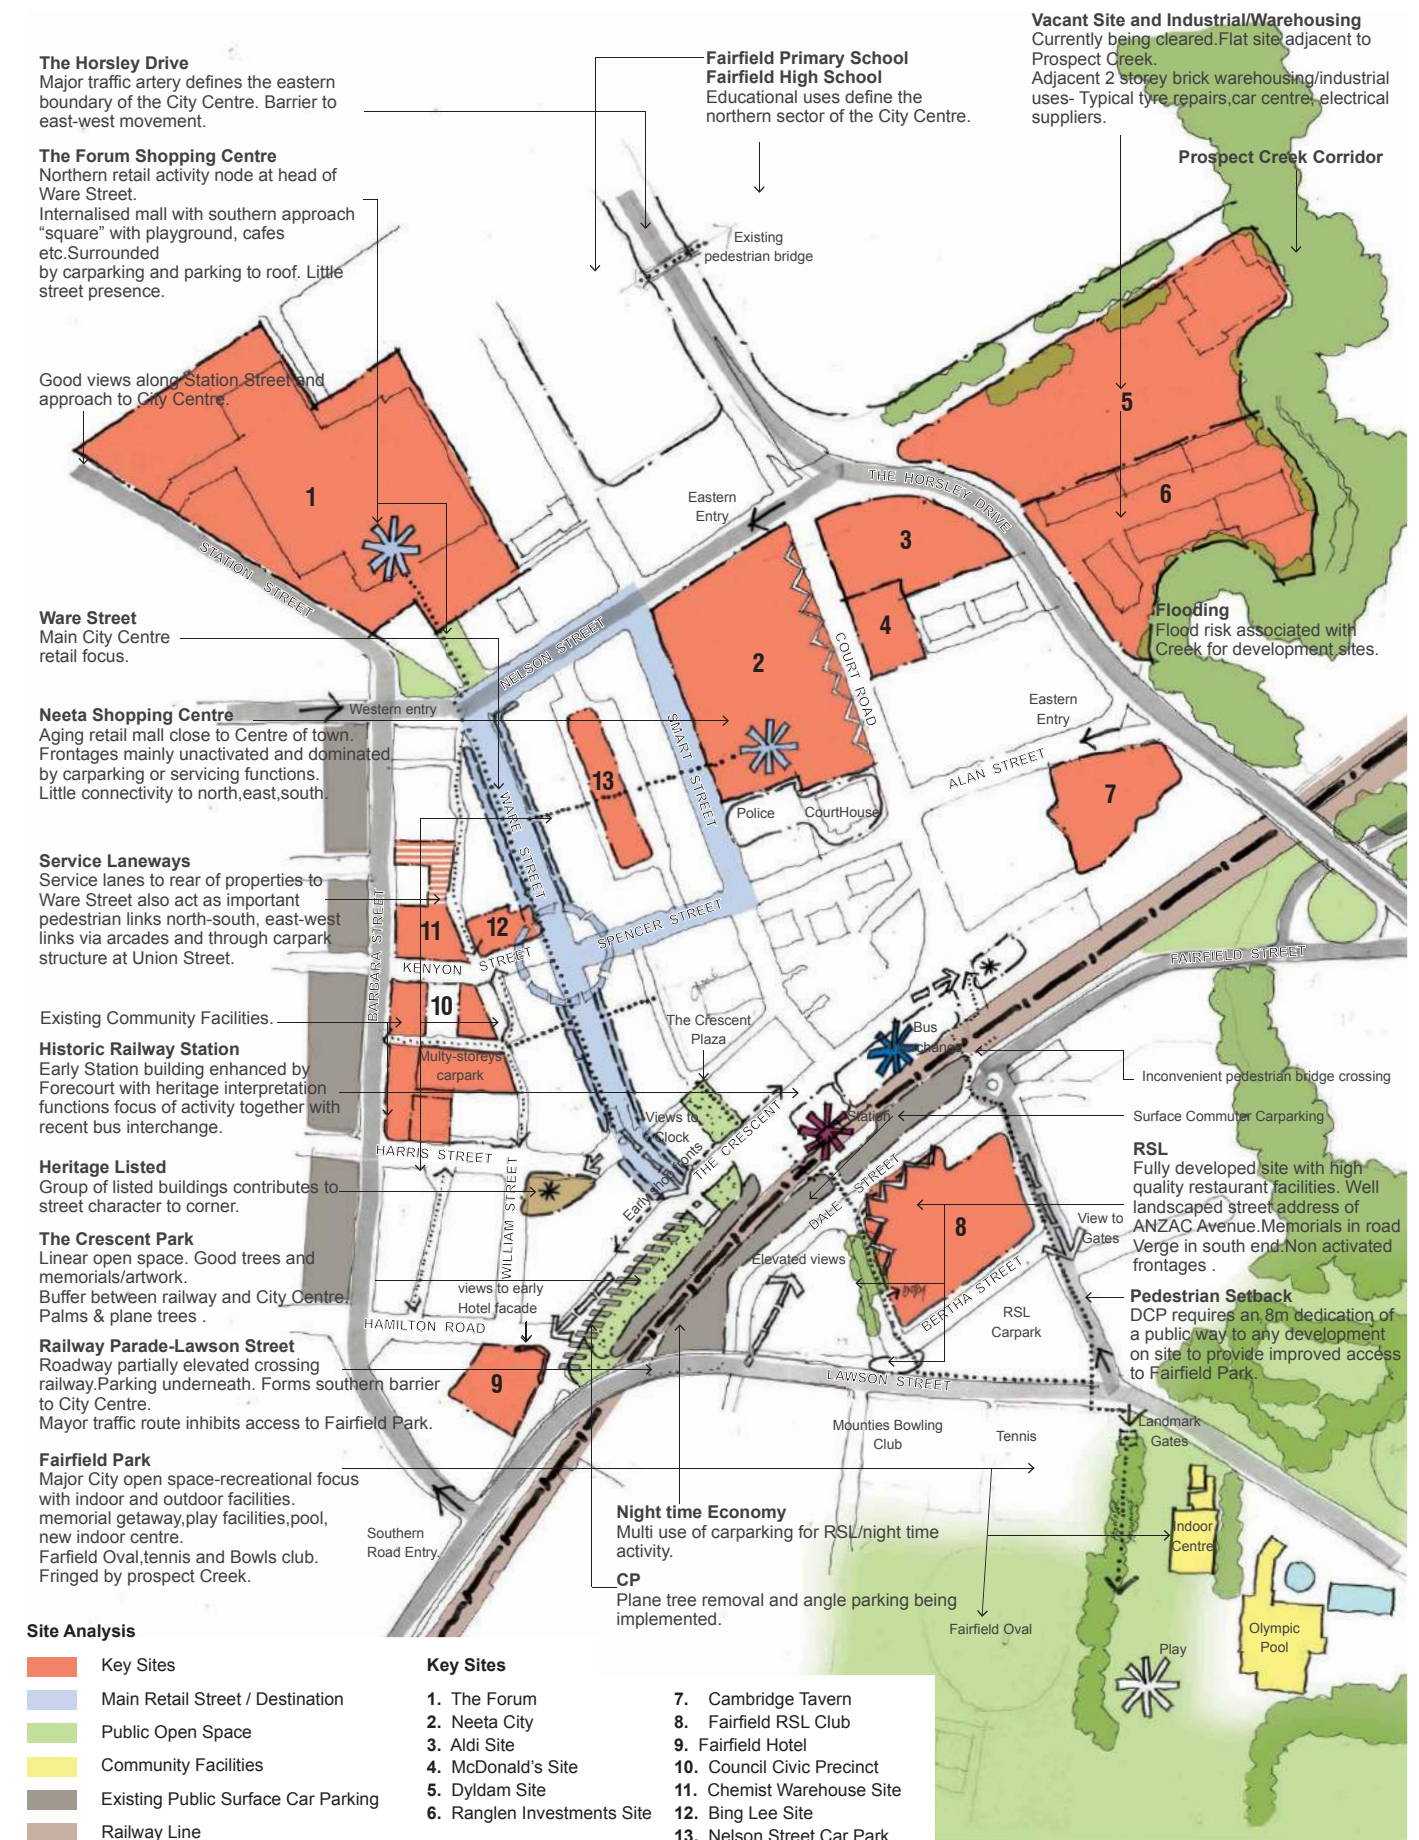 Vacant Site and Industrial/Warehousing
Currently being cleared.Flat site adjacent to
Prospect Creek.
Adjacent 2 storey brick warehousing/industrial
uses- Typical tyre repairs,car centre, electrical
suppliers.
The Horsley Drive
Major traffic artery defines the eastern
boundary of the City Centre. Barrier to
east-west movement.
Fairfield Primary School
Fairfield High School
Educational uses define the
northern sector of the City Centre.
Prospect Creek Corridor
The Forum Shopping Centre
Northern retail activity node at head of
Ware Street.
Internalised mall with southern approach
“square” with playground, cafes
etc.Surrounded
by carparking and parking to roof. Little
street presence.
Existing
pedestrian bridge
Good views along Station Street and
approach to City Centre.
5
1
6
THE HORSLEY DRIVE
Eastern
Entry
3
STATION STREET
Flooding
Flood risk associated with
Creek for development sites.
Ware Street
Main City Centre
retail focus.
NELSON STREET
4
2
COURT ROAD
Neeta Shopping Centre
Aging retail mall close to Centre of town.
Frontages mainly unactivated and dominated
by carparking or servicing functions.
Little connectivity to north,east,south.
Western entry
Eastern
Entry
SMART STREET
ALAN STREET
13
7
WARE STREET
Police
CourtHouse
Service Laneways
Service lanes to rear of properties to
Ware Street also act as important
pedestrian links north-south, east-west
links via arcades and through carpark
structure at Union Street.
BARBARA STREET
11
12
SPENCER STREET
KENYON STREET
FAIRFIELD STREET
10
Existing Community Facilities.
The Crescent
Plaza
Bus
Historic Railway Station
Early Station building enhanced by
Forecourt with heritage interpretation
functions focus of activity together with
recent bus interchange.
Multy-storeys
carpark
Inconvenient pedestrian bridge crossing
Views to
Clock
Station
Surface Commuter Carparking
THE CRESCENT
HARRIS STREET
Early shop fronts
DALE STREET
RSL
Fully developed site with high
quality restaurant facilities. Well
landscaped street address of
ANZAC Avenue.Memorials in road
Verge in south end.Non activated
frontages .
Heritage Listed
Group of listed buildings contributes to
street character to corner.
WILLIAM STREET
8
View to
Gates
The Crescent Park
Linear open space. Good trees and
memorials/artwork.
Buffer between railway and City Centre.
Palms & plane trees .
Elevated views
views to early
Hotel facade
BERTHA STREET
RSL
Carpark
Pedestrian Setback
DCP requires an 8m dedication of
a public way to any development
on site to provide improved access
to Fairfield Park.
HAMILTON ROAD
Railway Parade-Lawson Street
Roadway partially elevated crossing
railway.Parking underneath. Forms southern barrier
to City Centre.
Mayor traffic route inhibits access to Fairfield Park.
9
LAWSON STREET
Mounties Bowling
Club
Tennis
Landmark
Gates
Fairfield Park
Major City open space-recreational focus
with indoor and outdoor facilities.
memorial getaway,play facilities,pool,
new indoor centre.
Farfield Oval,tennis and Bowls club.
Fringed by prospect Creek.
Southern
Road Entry.
Night time Economy
Multi use of carparking for RSL/night time
activity.
Indoor
Centre
CP
Plane tree removal and angle parking being
implemented.
Fairfield Oval
Olympic
Pool
Play
Site Analysis
Key Sites
Main Retail Street / Destination
Public Open Space
Community Facilities
Existing Public Surface Car Parking
Railway Line
Key Sites
1. The Forum
2. Neeta City
3. Aldi Site
4. McDonald’s Site
5. Dyldam Site
6. Ranglen Investments Site
7. Cambridge Tavern
8. Fairfield RSL Club
9. Fairfield Hotel
10. Council Civic Precinct
11. Chemist Warehouse Site
12. Bing Lee Site
13. Nelson Street Car Park